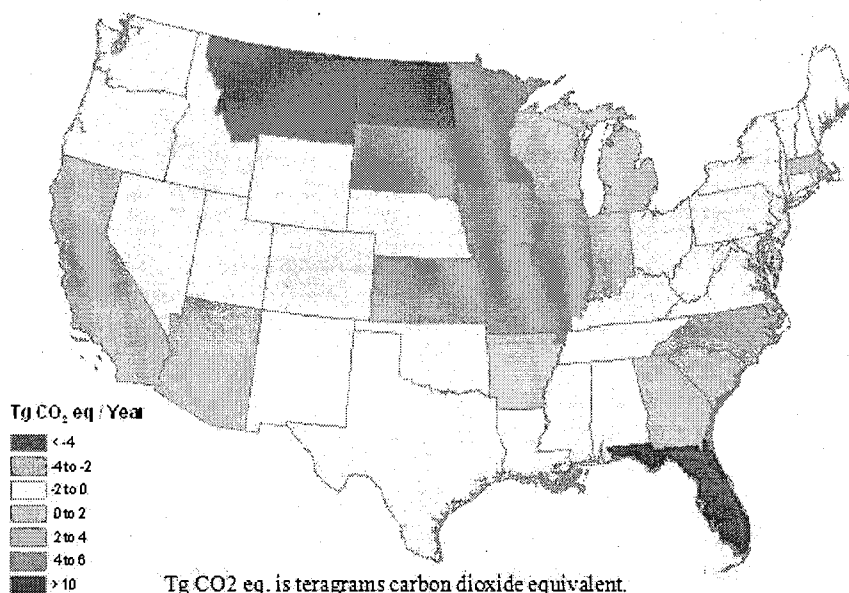 Tg CO₂ eq / Year
< -4
-4 to -2
-2 to 0
0 to 2
2 to 4
4 to 6
> 10
Tg CO2 eq. is teragrams carbon dioxide equivalent.